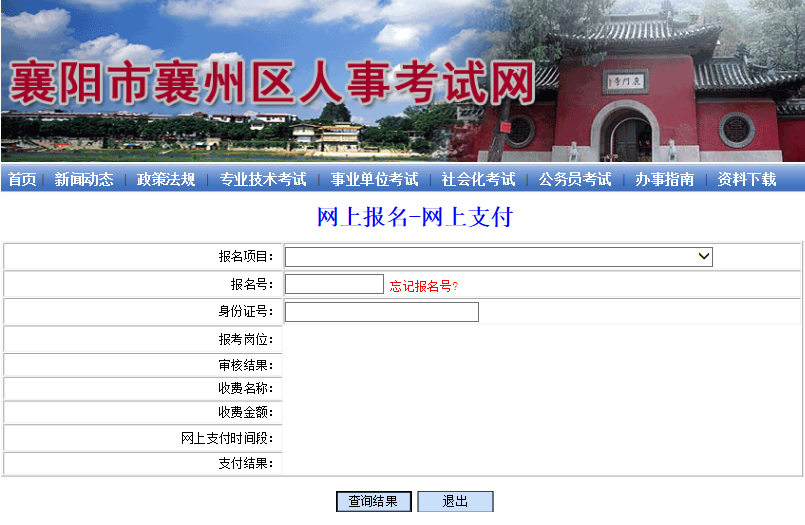 襄阳市襄州区人事考试网
首页 | 新闻动态 | 政策法规 | 专业技术考试 | 事业单位考试 | 社会化考试 | 公务员考试 | 办事指南 | 资料下载
网上报名-网上支付
报名项目:
报名号: 忘记报名号?
身份证号:
报考岗位:
审核结果:
收费名称:
收费金额:
网上支付时间段:
支付结果:
查询结果 退出